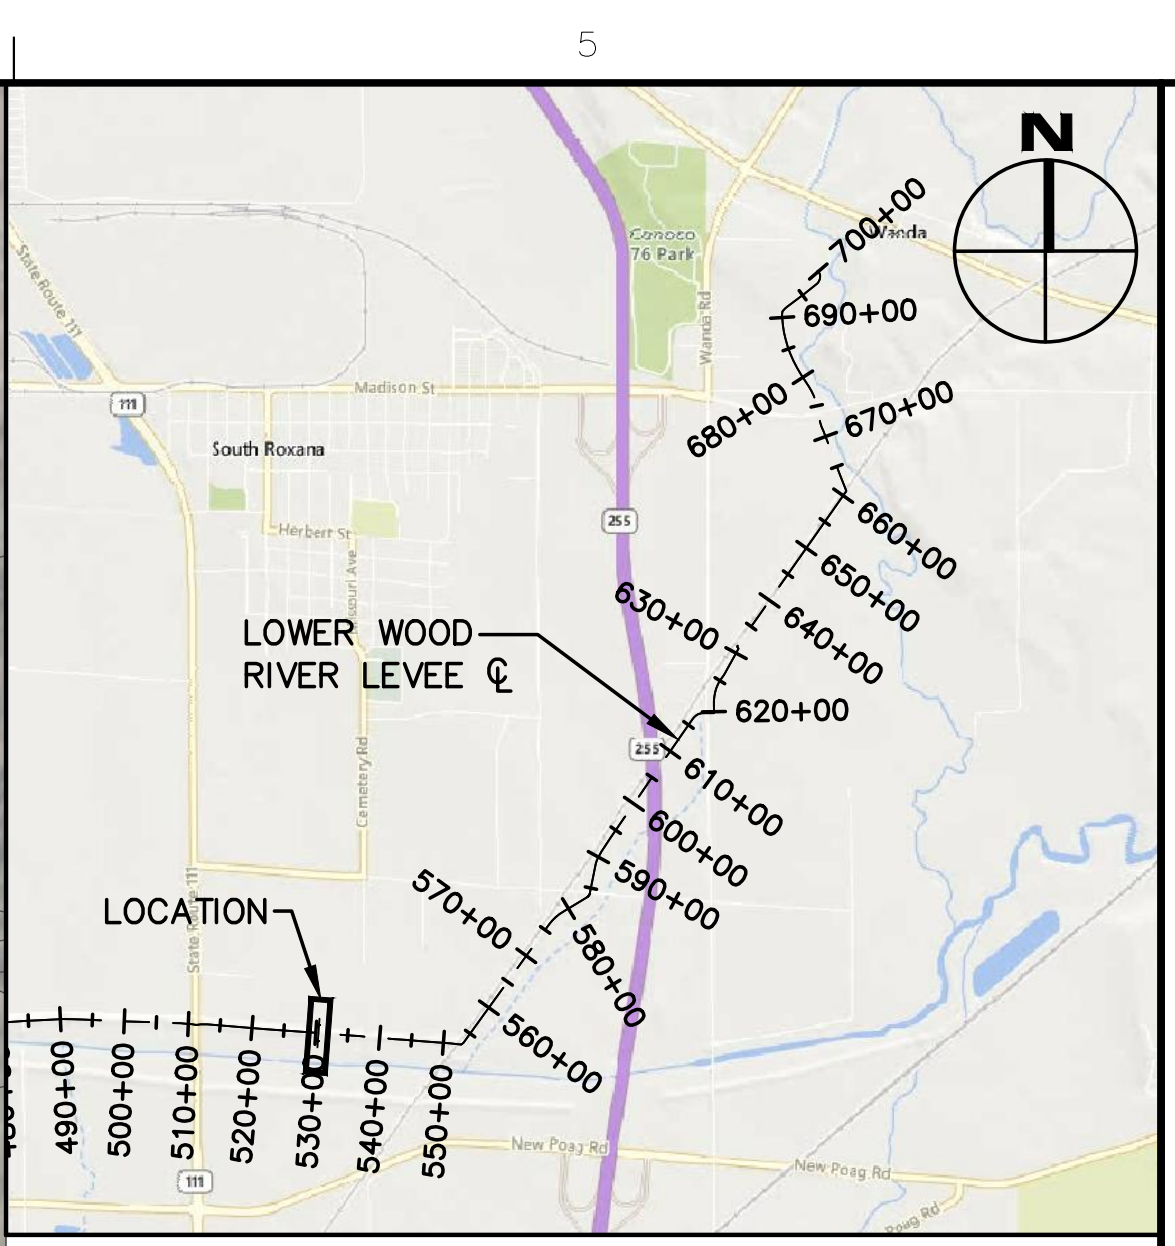 5
N
700+00
Wanda
Conoco
76 Park
State Route 111
Wanda Rd
690+00
Madison St
111
680+00
670+00
South Roxana
255
660+00
Herbert St
650+00
Missouri Ave
630+00
640+00
LOWER WOOD
RIVER LEVEE ℄
620+00
255
610+00
Cemetery Rd
600+00
590+00
570+00
LOCATION
State Route 111
580+00
560+00
490+00
500+00
510+00
520+00
530+00
540+00
550+00
New Poag Rd
New Poag Rd
111
Poag Rd